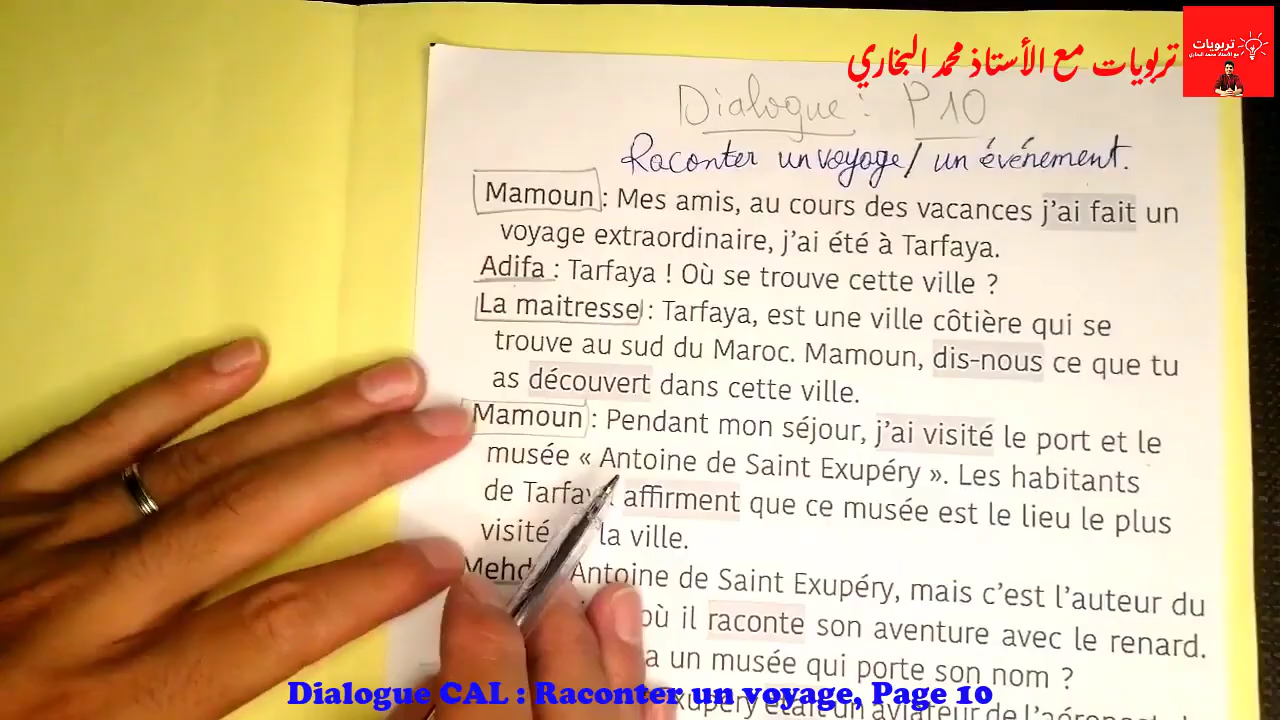 تربويات مع الأستاذ محمد البخاري
تربويات
مع الأستاذ محمد البخاري
Dialogue : P10
Raconter un voyage / un événement.
Mamoun : Mes amis, au cours des vacances j'ai fait un
voyage extraordinaire, j'ai été à Tarfaya.
Adifa : Tarfaya ! Où se trouve cette ville ?
La maitresse : Tarfaya, est une ville côtière qui se
trouve au sud du Maroc. Mamoun, dis-nous ce que tu
as découvert dans cette ville.
Mamoun : Pendant mon séjour, j'ai visité le port et le
musée « Antoine de Saint Exupéry ». Les habitants
de affirment que ce musée est le lieu le plus
visité la ville.
Antoine de Saint Exupéry, mais c'est l'auteur du
où il raconte son aventure avec le renard.
a un musée qui porte son nom ?
était un aviateur de
Dialogue CAL : Raconter un voyage, Page 10